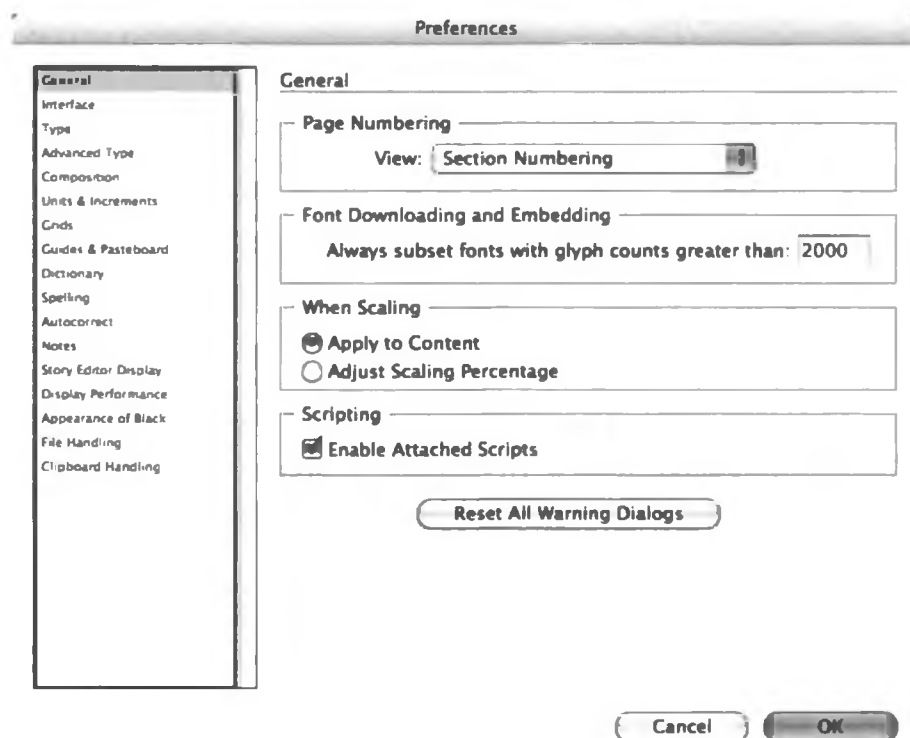 Preferences
General
Interface
Type
Advanced Type
Composition
Units & Increments
Grids
Guides & Pasteboard
Dictionary
Spelling
Autocorrect
Notes
Story Editor Display
Display Performance
Appearance of Black
File Handling
Clipboard Handling
General
Page Numbering
View: Section Numbering
Font Downloading and Embedding
Always subset fonts with glyph counts greater than: 2000
When Scaling
Apply to Content
Adjust Scaling Percentage
Scripting
Enable Attached Scripts
Reset All Warning Dialogs
Cancel OK